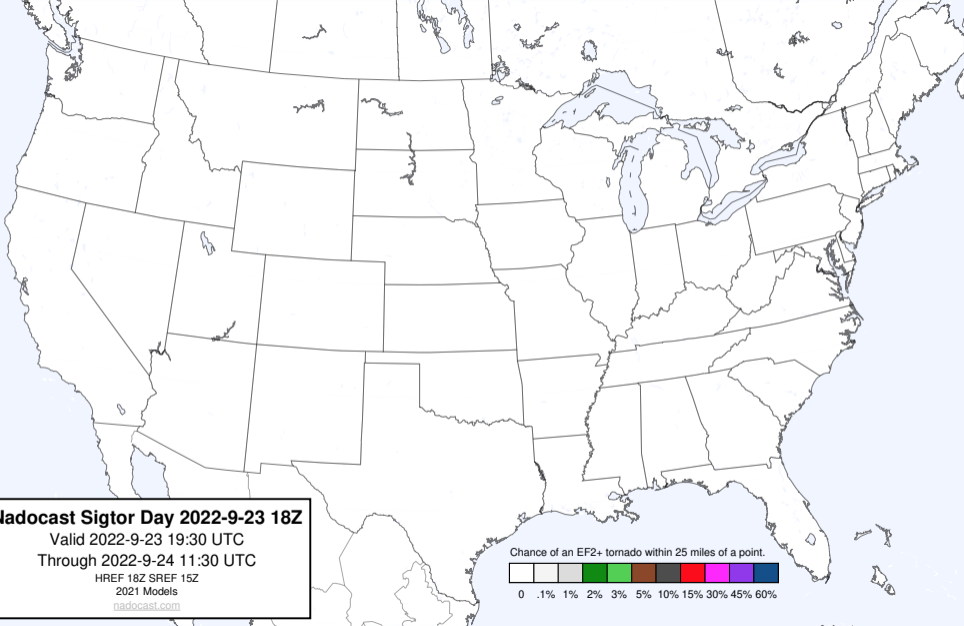 Nadocast Sigtor Day 2022-9-23 18Z
Valid 2022-9-23 19:30 UTC
Through 2022-9-24 11:30 UTC
HREF 18Z SREF 15Z
2021 Models
nadocast.com
Chance of an EF2+ tornado within 25 miles of a point.
0 .1% 1% 2% 3% 5% 10% 15% 30% 45% 60%